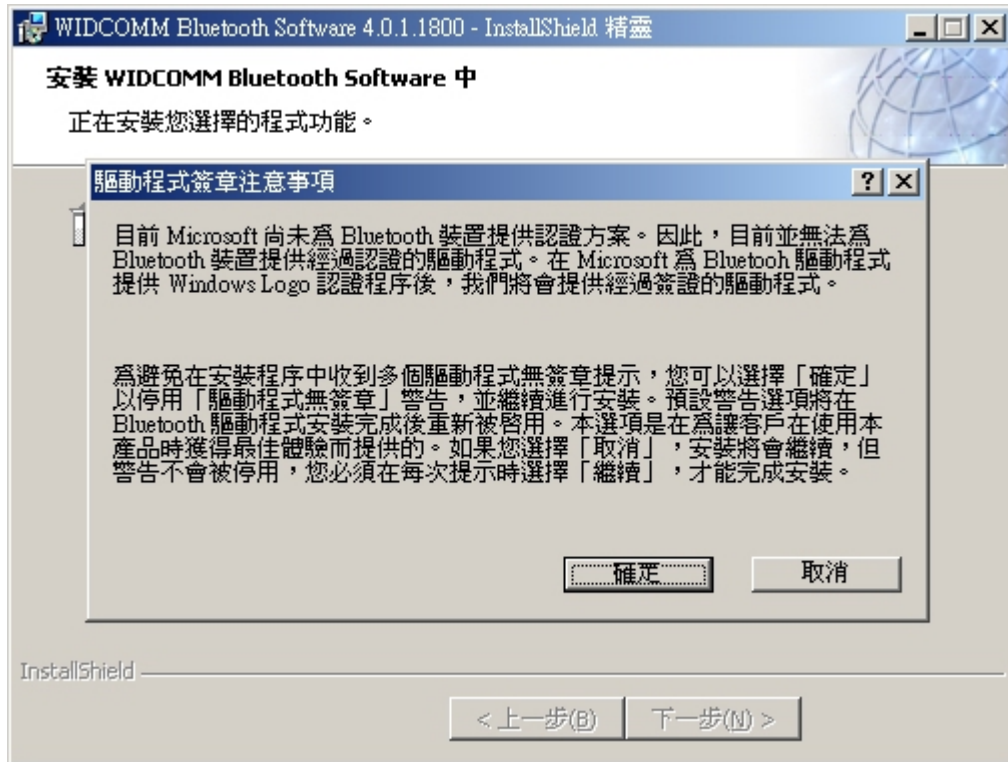 WIDCOMM Bluetooth Software 4.0.1.1800 - InstallShield 精靈
安裝 WIDCOMM Bluetooth Software 中
正在安裝您選擇的程式功能。
驅動程式簽章注意事項
目前 Microsoft 尚未爲 Bluetooth 裝置提供認證方案。因此，目前並無法爲
Bluetooth 裝置提供經過認證的驅動程式。在 Microsoft 爲 Bluetooh 驅動程式
提供 Windows Logo 認證程序後，我們將會提供經過簽證的驅動程式。
爲避免在安裝程序中收到多個驅動程式無簽章提示，您可以選擇「確定」
以停用「驅動程式無簽章」警告，並繼續進行安裝。預設警告選項將在
Bluetooth 驅動程式安裝完成後重新被啓用。本選項是在爲讓客戶在使用本
產品時獲得最佳體驗而提供的。如果您選擇「取消」，安裝將會繼續，但
警告不會被停用，您必須在每次提示時選擇「繼續」，才能完成安裝。
確定
取消
InstallShield
< 上一步(B)
下一步(N) >